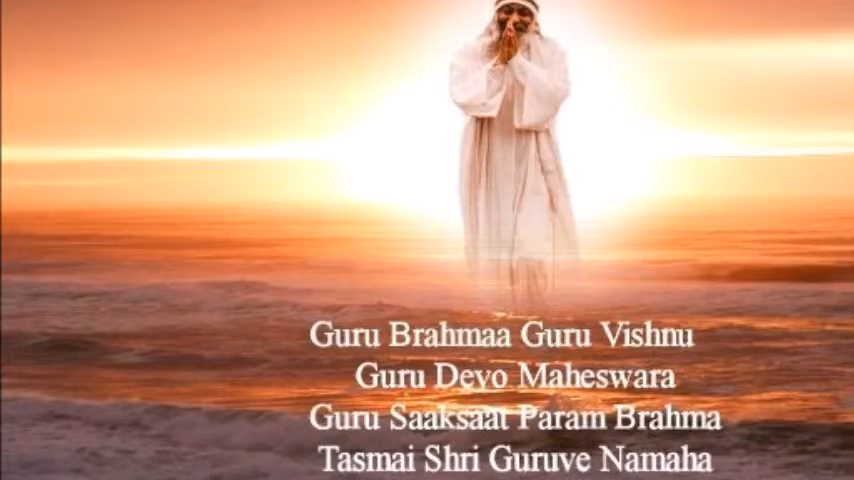 Guru Brahmaa Guru Vishnu
Guru Devo Maheswara
Guru Saaksaat Param Brahma
Tasmai Shri Guruve Namaha